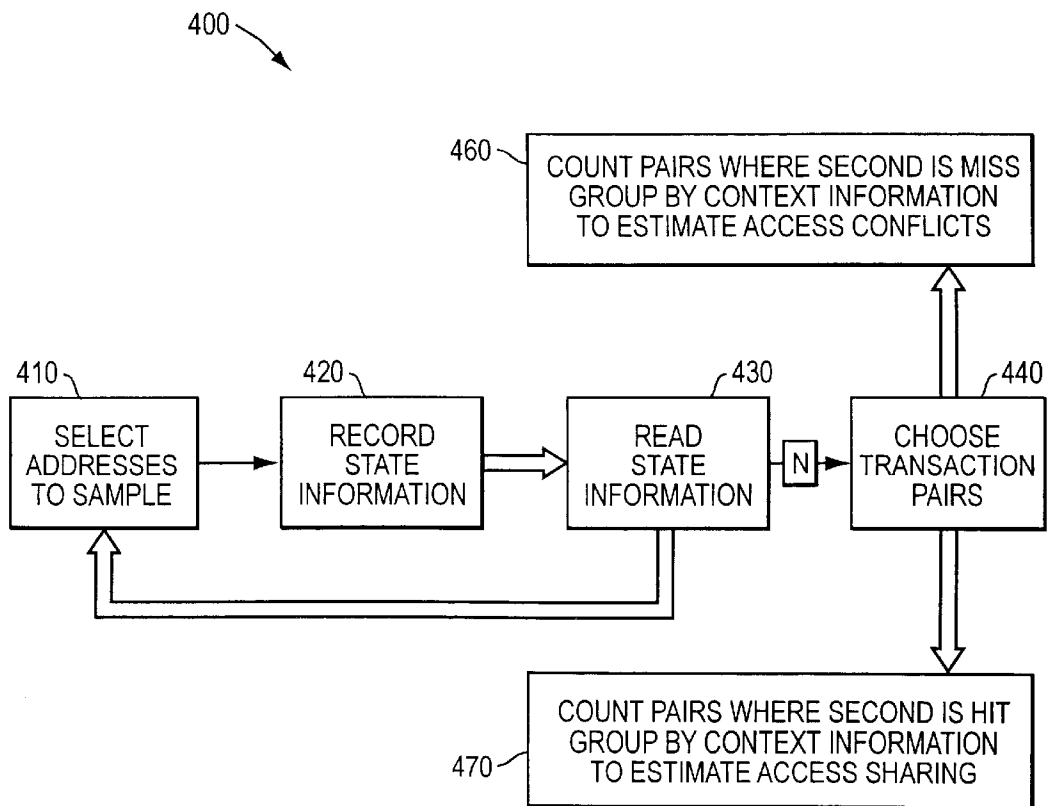 400
460
COUNT PAIRS WHERE SECOND IS MISS
GROUP BY CONTEXT INFORMATION
TO ESTIMATE ACCESS CONFLICTS
410
SELECT
ADDRESSES
TO SAMPLE
420
RECORD
STATE
INFORMATION
430
READ
STATE
INFORMATION
N
440
CHOOSE
TRANSACTION
PAIRS
470
COUNT PAIRS WHERE SECOND IS HIT
GROUP BY CONTEXT INFORMATION
TO ESTIMATE ACCESS SHARING